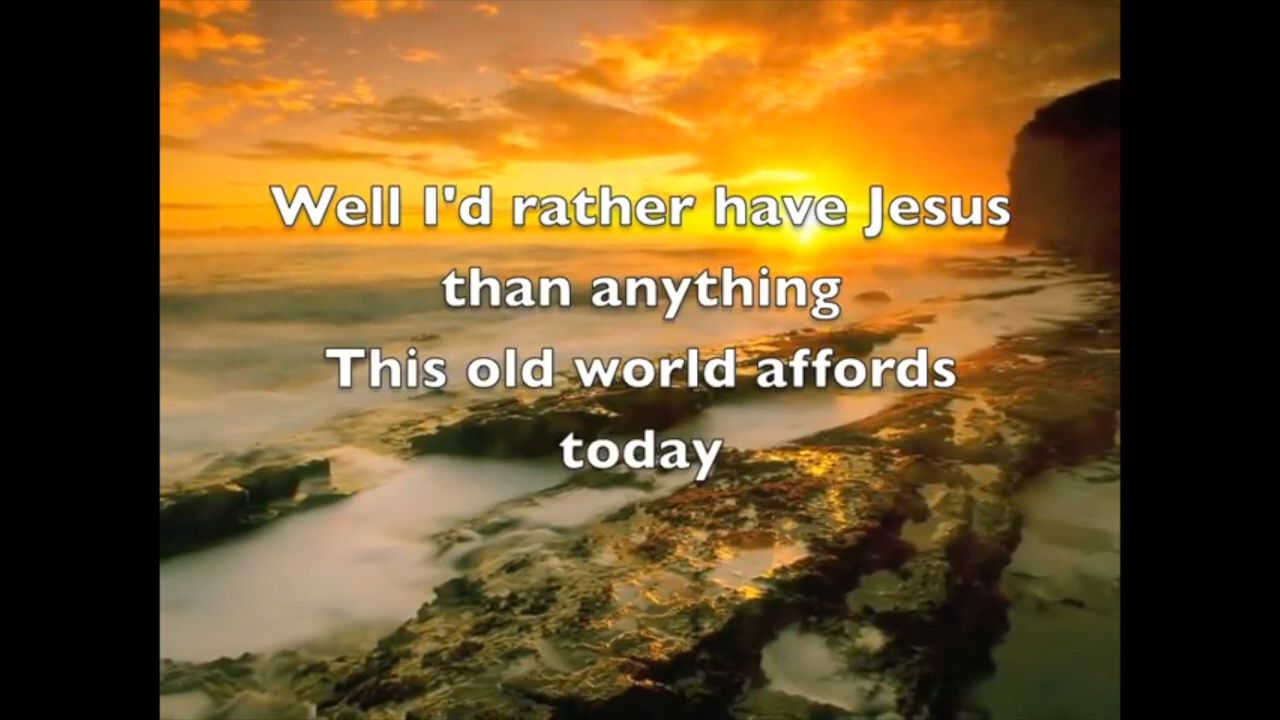 Well I'd rather have Jesus
than anything
This old world affords
today